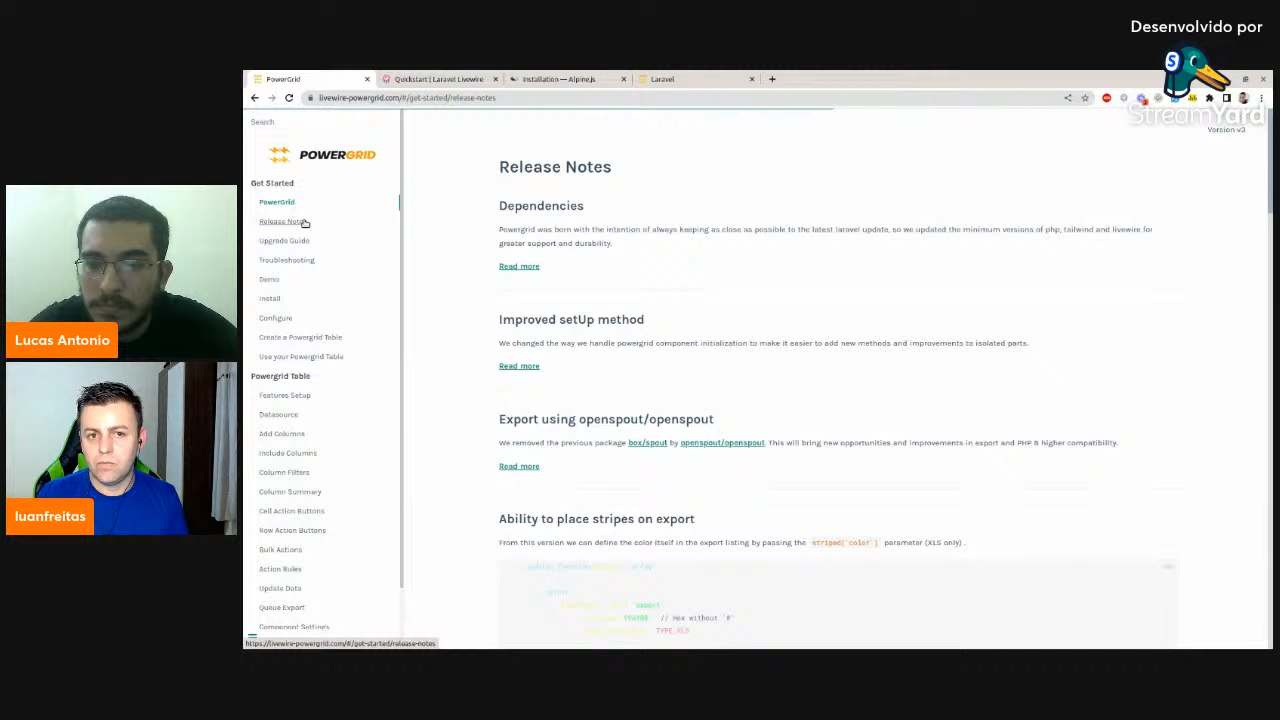 Desenvolvido por
StreamYard
PowerGrid
Quickstart | Laravel Livewire
Installation — Alpine.js
Laravel
livewire-powergrid.com/#/get-started/release-notes
Search
Version v3
POWERGRID
Get Started
PowerGrid
Release Notes
Upgrade Guide
Troubleshooting
Demo
Install
Configure
Create a Powergrid Table
Use your Powergrid Table
Powergrid Table
Features Setup
Datasource
Add Columns
Include Columns
Column Filters
Column Summary
Cell Action Buttons
Row Action Buttons
Bulk Actions
Action Rules
Update Data
Queue Export
Component Settings
https://livewire-powergrid.com/#/get-started/release-notes
Release Notes
Dependencies
Powergrid was born with the intention of always keeping as close as possible to the latest laravel update, so we updated the minimum versions of php, tailwind and livewire for
greater support and durability.
Read more
Improved setUp method
We changed the way we handle powergrid component initialization to make it easier to add new methods and improvements to isolated parts.
Read more
Export using openspout/openspout
We removed the previous package box/spout by openspout/openspout. This will bring new opportunities and improvements in export and PHP 8 higher compatibility.
Read more
Ability to place stripes on export
From this version we can define the color itself in the export listing by passing the striped('color') parameter (XLS only) .
'export'
// Hex without '#'
TYPE_XLS
Lucas Antonio
luanfreitas